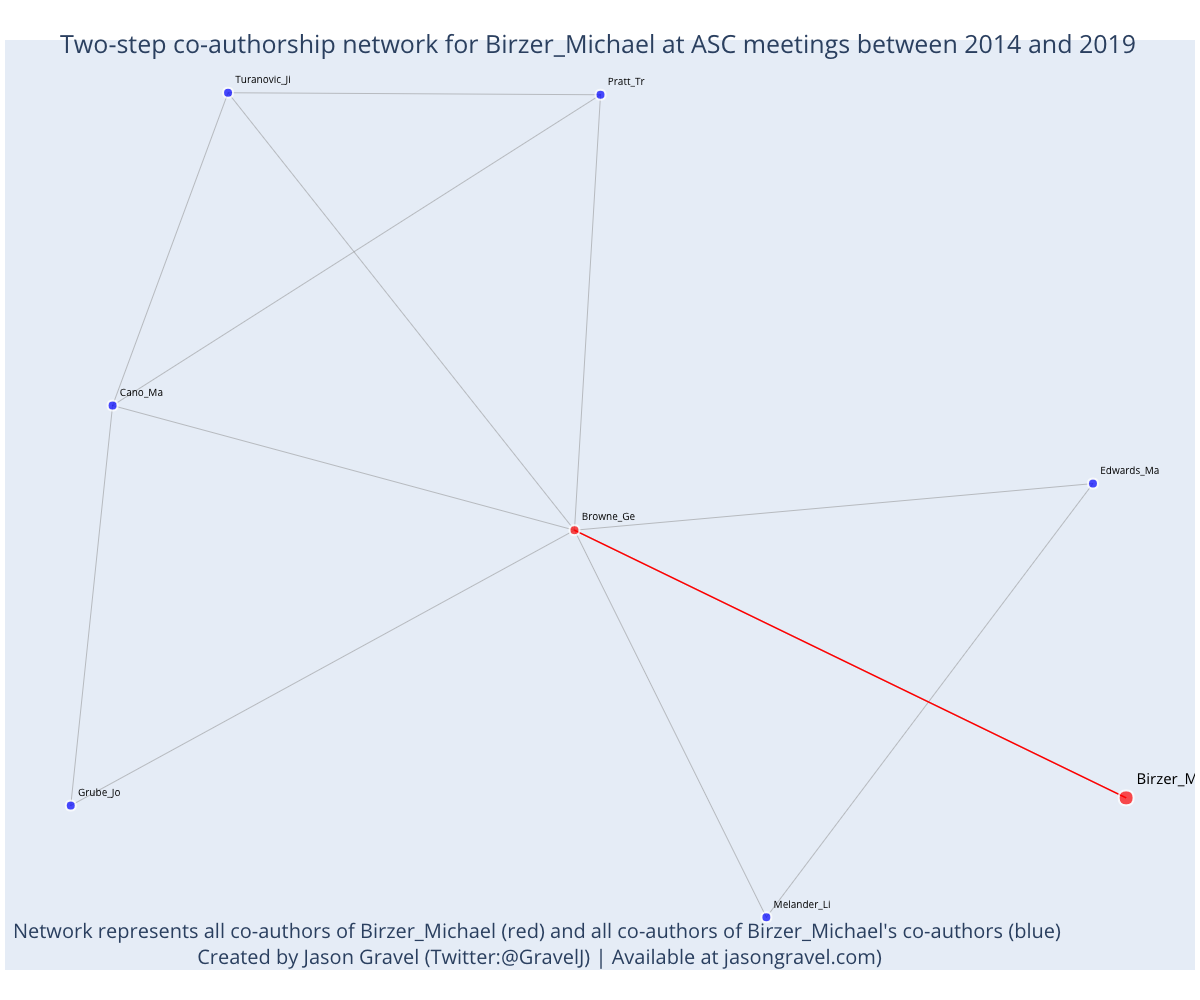 Two-step co-authorship network for Birzer_Michael at ASC meetings between 2014 and 2019
Turanovic_Ji
Pratt_Tr
Cano_Ma
Edwards_Ma
Browne_Ge
Birzer_M
Grube_Jo
Melander_Li
Network represents all co-authors of Birzer_Michael (red) and all co-authors of Birzer_Michael's co-authors (blue)
Created by Jason Gravel (Twitter:@GravelJ) | Available at jasongravel.com)